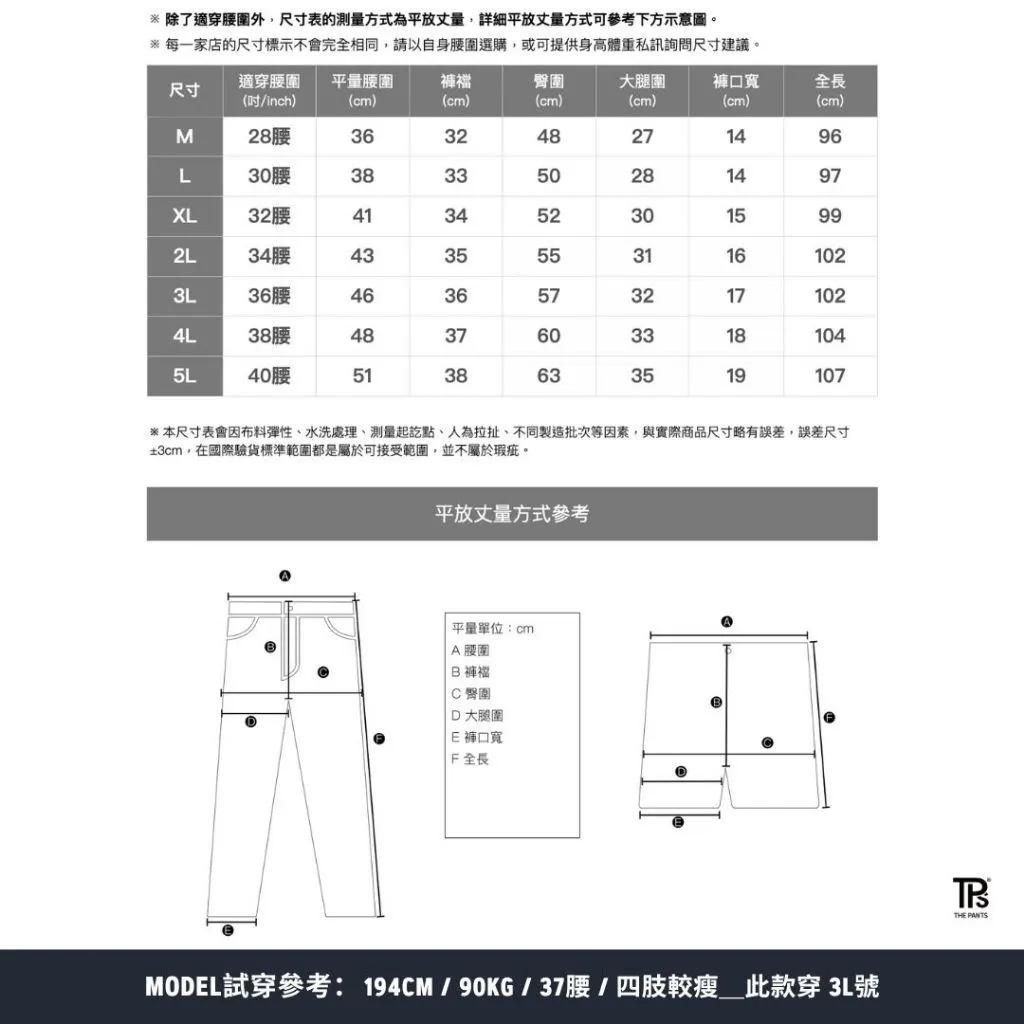 ※ 除了適穿腰圍外，尺寸表的測量方式為平放丈量，詳細平放丈量方式可參考下方示意圖。
※ 每一家店的尺寸標示不會完全相同，請以自身腰圍選購，或可提供身高體重私訊詢問尺寸建議。
尺寸 適穿腰圍 平量腰圍 褲襠 臀圍 大腿圍 褲口寬 全長
(吋/inch) (cm) (cm) (cm) (cm) (cm) (cm)
M 28腰 36 32 48 27 14 96
L 30腰 38 33 50 28 14 97
XL 32腰 41 34 52 30 15 99
2L 34腰 43 35 55 31 16 102
3L 36腰 46 36 57 32 17 102
4L 38腰 48 37 60 33 18 104
5L 40腰 51 38 63 35 19 107
※ 本尺寸表會因布料彈性、水洗處理、測量起訖點、人為拉扯、不同製造批次等因素，與實際商品尺寸略有誤差，誤差尺寸
±3cm，在國際驗貨標準範圍都是屬於可接受範圍，並不屬於瑕疵。
平放丈量方式參考
A
B
C
D
F
E
平量單位：cm
A 腰圍
B 褲襠
C 臀圍
D 大腿圍
E 褲口寬
F 全長
A
B
F
C
D
E
TPS®
THE PANTS
MODEL試穿參考： 194CM / 90KG / 37腰 / 四肢較瘦__此款穿 3L號